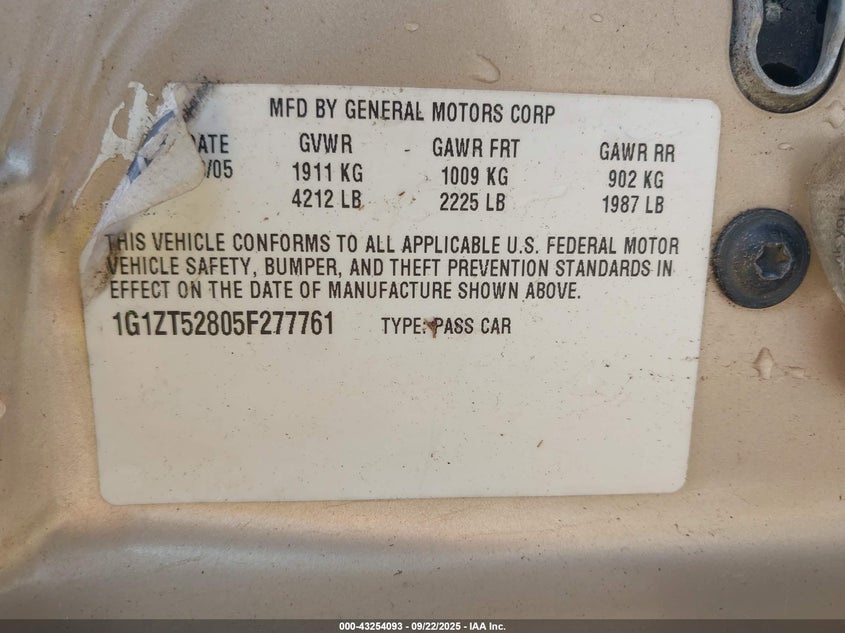 MFD BY GENERAL MOTORS CORP
DATE GVWR GAWR FRT GAWR RR
/05 1911 KG 1009 KG 902 KG
4212 LB 2225 LB 1987 LB
THIS VEHICLE CONFORMS TO ALL APPLICABLE U.S. FEDERAL MOTOR
VEHICLE SAFETY, BUMPER, AND THEFT PREVENTION STANDARDS IN
EFFECT ON THE DATE OF MANUFACTURE SHOWN ABOVE.
1G1ZT52805F277761 TYPE: PASS CAR
000-43254093 - 09/22/2025 - IAA Inc.